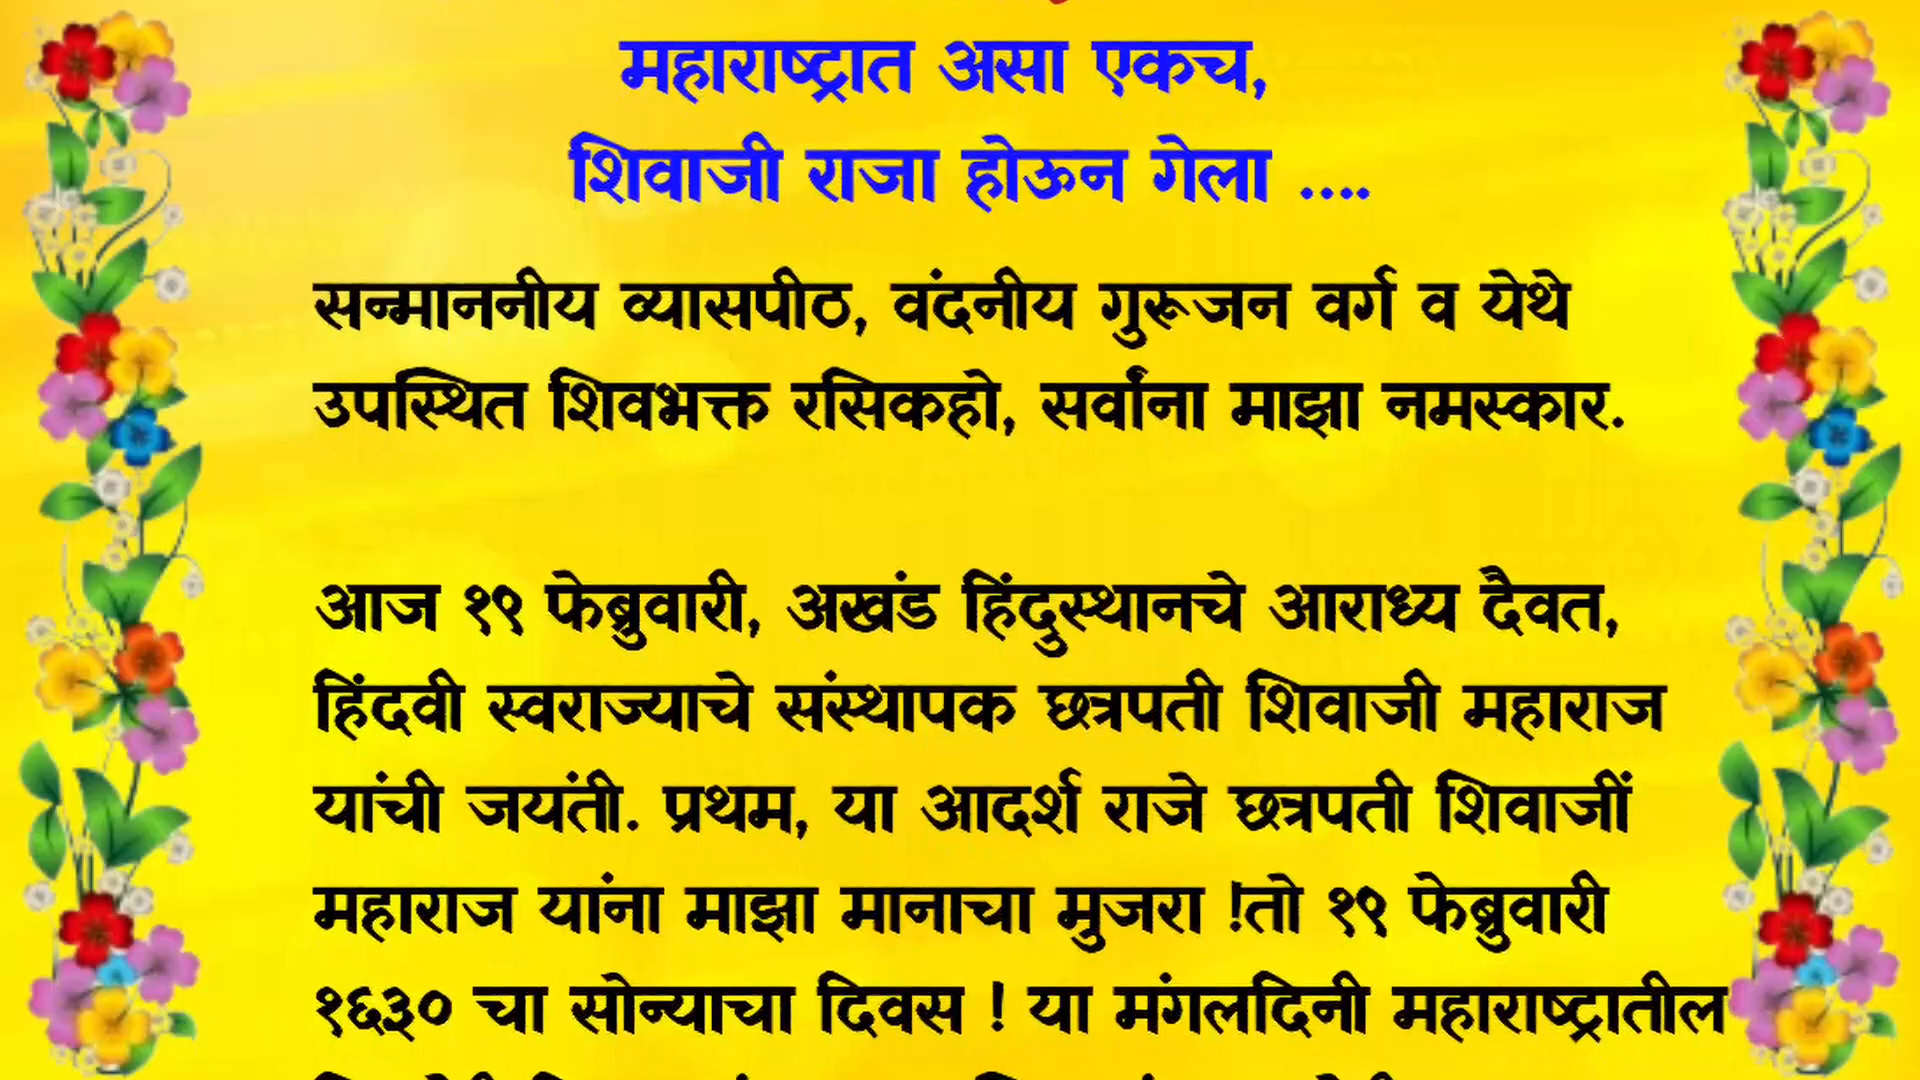 महाराष्ट्रात असा एकच,
शिवाजी राजा होऊन गेला ....
सन्माननीय व्यासपीठ, वंदनीय गुरूजन वर्ग व येथे
उपस्थित शिवभक्त रसिकहो, सर्वांना माझा नमस्कार.
आज १९ फेब्रुवारी, अखंड हिंदुस्थानचे आराध्य दैवत,
हिंदवी स्वराज्याचे संस्थापक छत्रपती शिवाजी महाराज
यांची जयंती. प्रथम, या आदर्श राजे छत्रपती शिवाजीं
महाराज यांना माझा मानाचा मुजरा !तो १९ फेब्रुवारी
१६३० चा सोन्याचा दिवस ! या मंगलदिनी महाराष्ट्रातील